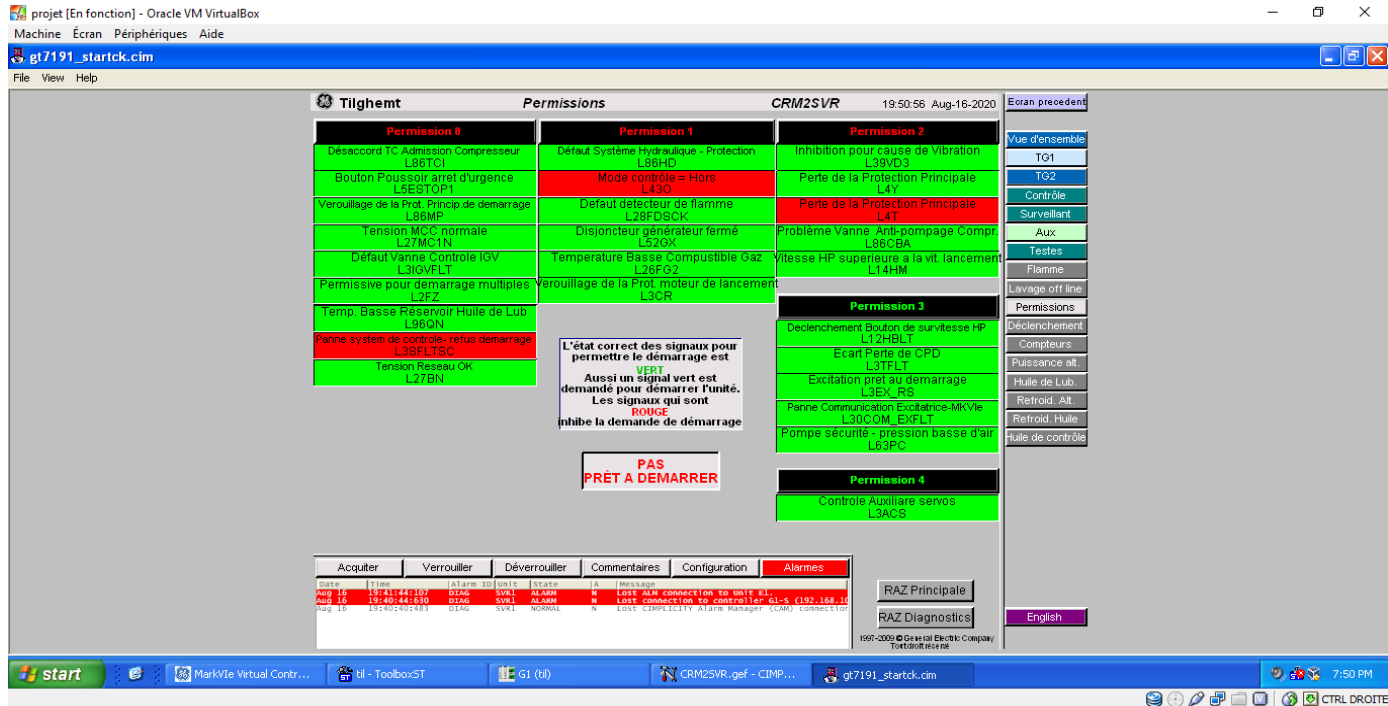 projet [En fonction] - Oracle VM VirtualBox
Machine Écran Périphériques Aide
gt7191_startck.cim
File View Help
Tilghemt Permissions CRM2SVR 19:50:56 Aug-16-2020
Permission 0
Désaccord TC Admission Compresseur
L86TCI
Bouton Poussoir arret d'urgence
L5ESTOP1
Verouillage de la Prot. Princip.de demarrage
L86MP
Tension MCC normale
L27MC1N
Défaut Vanne Controle IGV
L3IGVFLT
Permissive pour demarrage multiples
L2FZ
Temp. Basse Réservoir Huile de Lub
L96QN
Panne system de controle- refus demarrage
L3SFLTSC
Tension Reseau OK
L27BN
Permission 1
Défaut Système Hydraulique - Protection
L86HD
Mode contrôle = Hors
L43O
Defaut detecteur de flamme
L28FDSCK
Disjoncteur générateur fermé
L52GX
Temperature Basse Compustible Gaz
L26FG2
Verouillage de la Prot. moteur de lancement
L3CR
L'état correct des signaux pour
permettre le démarrage est
VERT
Aussi un signal vert est
demandé pour démarrer l'unité.
Les signaux qui sont
ROUGE
inhibe la demande de démarrage
PAS
PRÊT A DEMARRER
Permission 2
Inhibition pour cause de Vibration
L39VD3
Perte de la Protection Principale
L4Y
Perte de la Protection Principale
L4T
Problème Vanne Anti-pompage Compr.
L86CBA
Vitesse HP superieure a la vit. lancement
L14HM
Permission 3
Declenchement Bouton de survitesse HP
L12HBLT
Ecart Perte de CPD
L3TFLT
Excitation pret au demarrage
L3EX_RS
Panne Communication Excitatrice-MKVIe
L30COM_EXFLT
Pompe sécurité - pression basse d'air
L63PC
Permission 4
Controle Auxiliare servos
L3ACS
Ecran precedent
Vue d'ensemble
TG1
TG2
Contrôle
Surveillant
Aux
Testes
Flamme
Lavage off line
Permissions
Déclenchement
Compteurs
Puissance alt.
Huile de Lub.
Refroid. Alt.
Refroid. Huile
Huile de contrôle
English
Acquiter Verrouiller Déverrouiller Commentaires Configuration Alarmes
Date Time Alarm ID Unit State A Message
Aug 16 19:41:44:107 DIAG SVR1 ALARM N Lost ALM connection to Unit E1.
Aug 16 19:40:44:630 DIAG SVR1 ALARM N Lost connection to controller G1-S (192.168.10
Aug 16 19:40:40:483 DIAG SVR1 NORMAL N Lost CIMPLICITY Alarm Manager (CAM) connection
RAZ Principale
RAZ Diagnostics
1997-2009 © General Electric Company
Tout droit réservé
start MarkVIe Virtual Contr... til - ToolboxST G1 (til) CRM2SVR.gef - CIMP... gt7191_startck.cim 7:50 PM
CTRL DROITE